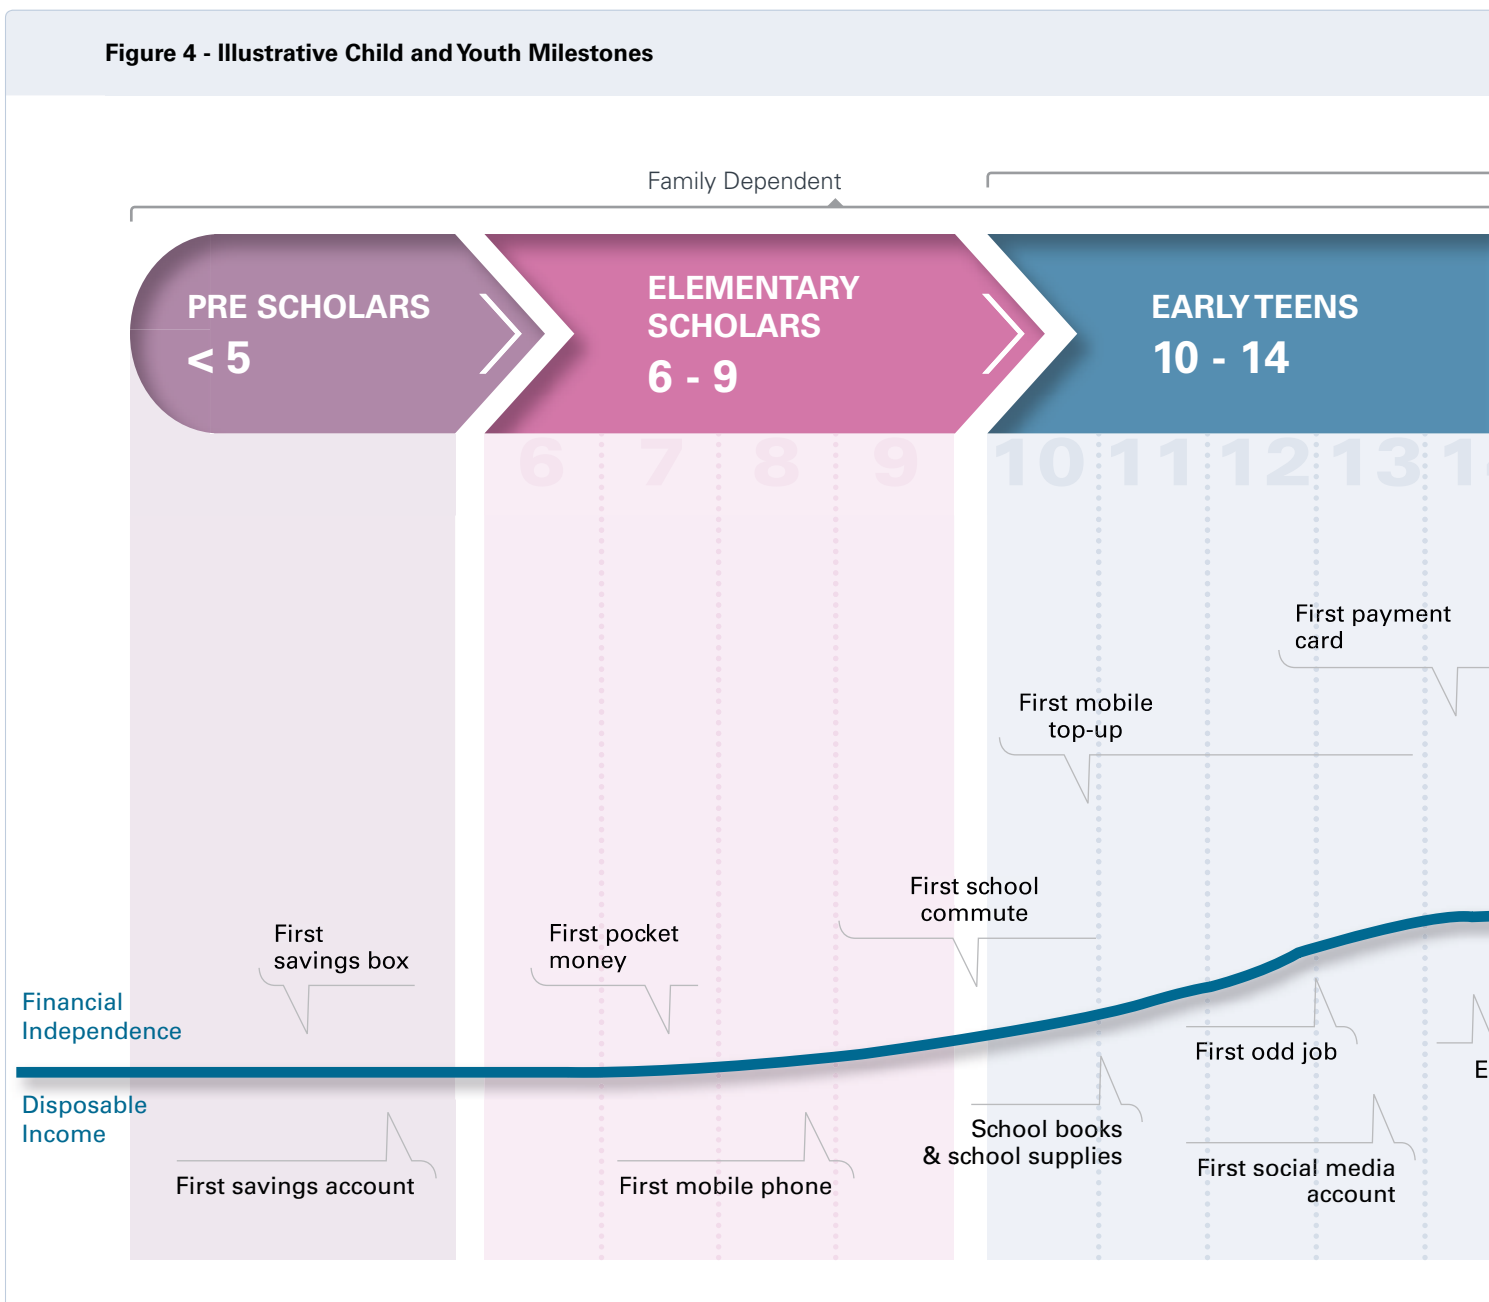 Figure 4 - Illustrative Child and Youth Milestones
Family Dependent
PRE SCHOLARS
< 5
ELEMENTARY
SCHOLARS
6 - 9
EARLY TEENS
10 - 14
6 7 8 9 10 11 12 13
First payment
card
First mobile
top-up
First school
commute
First
savings box
First pocket
money
Financial
Independence
First odd job
Disposable
Income
School books
& school supplies
First savings account
First mobile phone
First social media
account